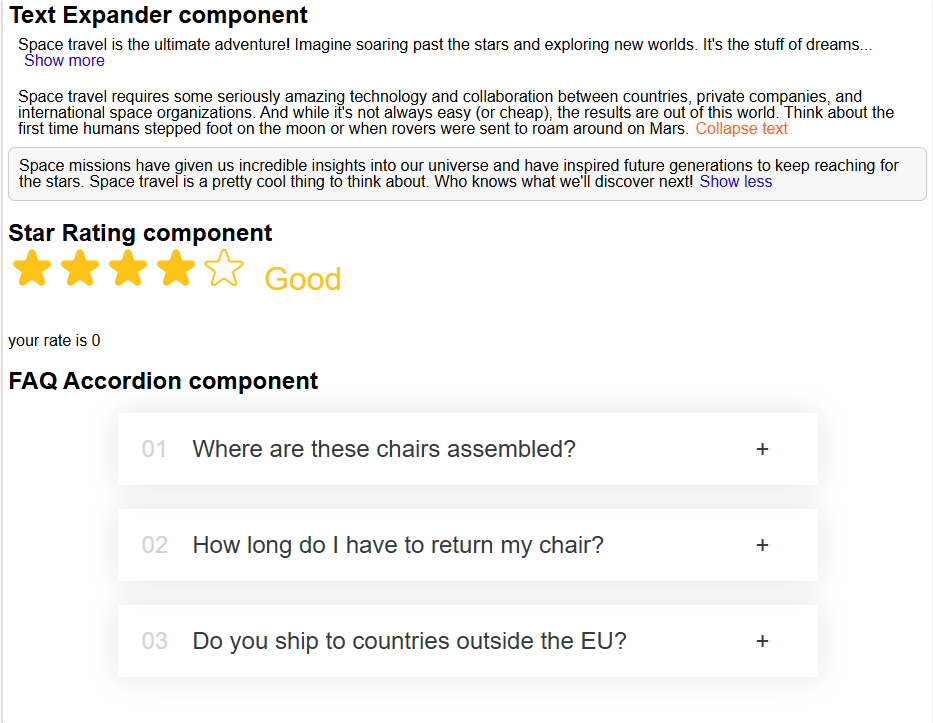 Text Expander component
Space travel is the ultimate adventure! Imagine soaring past the stars and exploring new worlds. It's the stuff of dreams...
Show more
Space travel requires some seriously amazing technology and collaboration between countries, private companies, and
international space organizations. And while it's not always easy (or cheap), the results are out of this world. Think about the
first time humans stepped foot on the moon or when rovers were sent to roam around on Mars. Collapse text
Space missions have given us incredible insights into our universe and have inspired future generations to keep reaching for
the stars. Space travel is a pretty cool thing to think about. Who knows what we'll discover next! Show less
Star Rating component
Good
your rate is 0
FAQ Accordion component
01 Where are these chairs assembled? +
02 How long do I have to return my chair? +
03 Do you ship to countries outside the EU? +